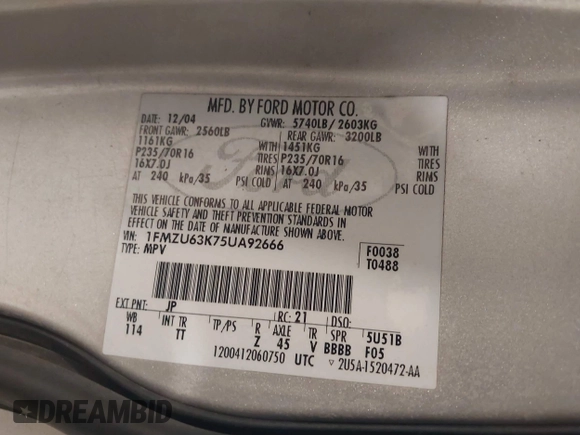 MFD. BY FORD MOTOR CO.
DATE: 12/04 GVWR: 5740LB/ 2603KG
FRONT GAWR: 2560LB REAR GAWR: 3200LB
1161KG WITH 1451KG WITH
P235/70R16 TIRES P235/70R16 TIRES
16X7.0J RIMS 16X7.0J RIMS
AT 240 kPa/35 PSI COLD AT 240 kPa/35 PSI COLD
THIS VEHICLE CONFORMS TO ALL APPLICABLE FEDERAL MOTOR
VEHICLE SAFETY AND THEFT PREVENTION STANDARDS IN
EFFECT ON THE DATE OF MANUFACTURE SHOWN ABOVE.
VIN: 1FMZU63K75UA92666 F0038
TYPE: MPV T0488
EXT PNT: JP RC: 21 DSO:
WB INT TR TP/PS R AXLE TR SPR 5U51B
114 TT Z 45 V BBBB F05
1200412060750 UTC 2U5A-1520472-AA
Ford
DREAMBID